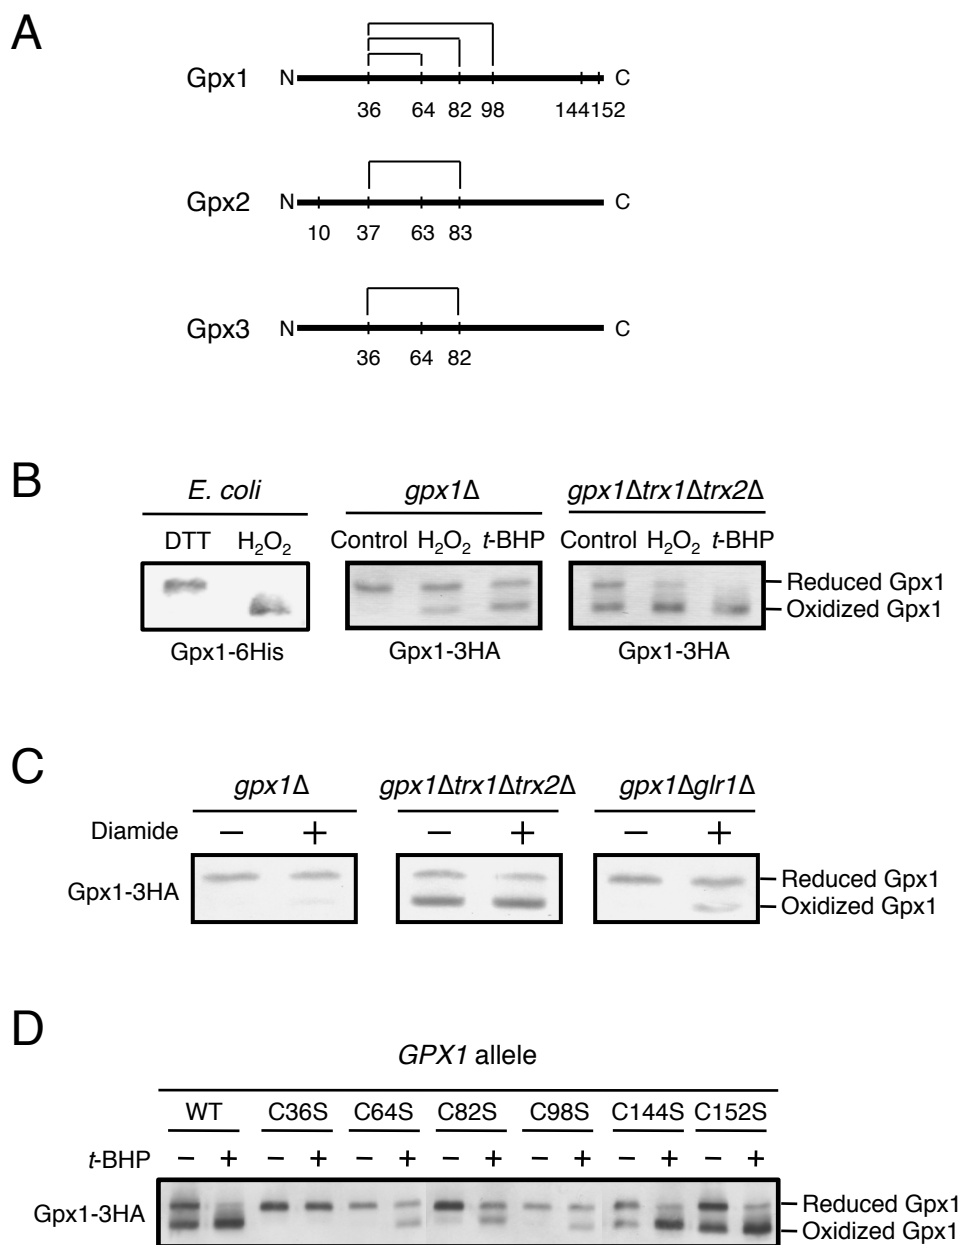 A
Gpx1 N C
36 64 82 98 144152
Gpx2 N C
10 37 63 83
Gpx3 N C
36 64 82
B
E. coli gpx1Δ gpx1Δtrx1Δtrx2Δ
DTT H₂O₂ Control H₂O₂ t-BHP Control H₂O₂ t-BHP
Reduced Gpx1
Oxidized Gpx1
Gpx1-6His Gpx1-3HA Gpx1-3HA
C
gpx1Δ gpx1Δtrx1Δtrx2Δ gpx1Δglr1Δ
Diamide − + − + − +
Gpx1-3HA
Reduced Gpx1
Oxidized Gpx1
D
GPX1 allele
WT C36S C64S C82S C98S C144S C152S
t-BHP − + − + − + − + − + − + − +
Gpx1-3HA
Reduced Gpx1
Oxidized Gpx1